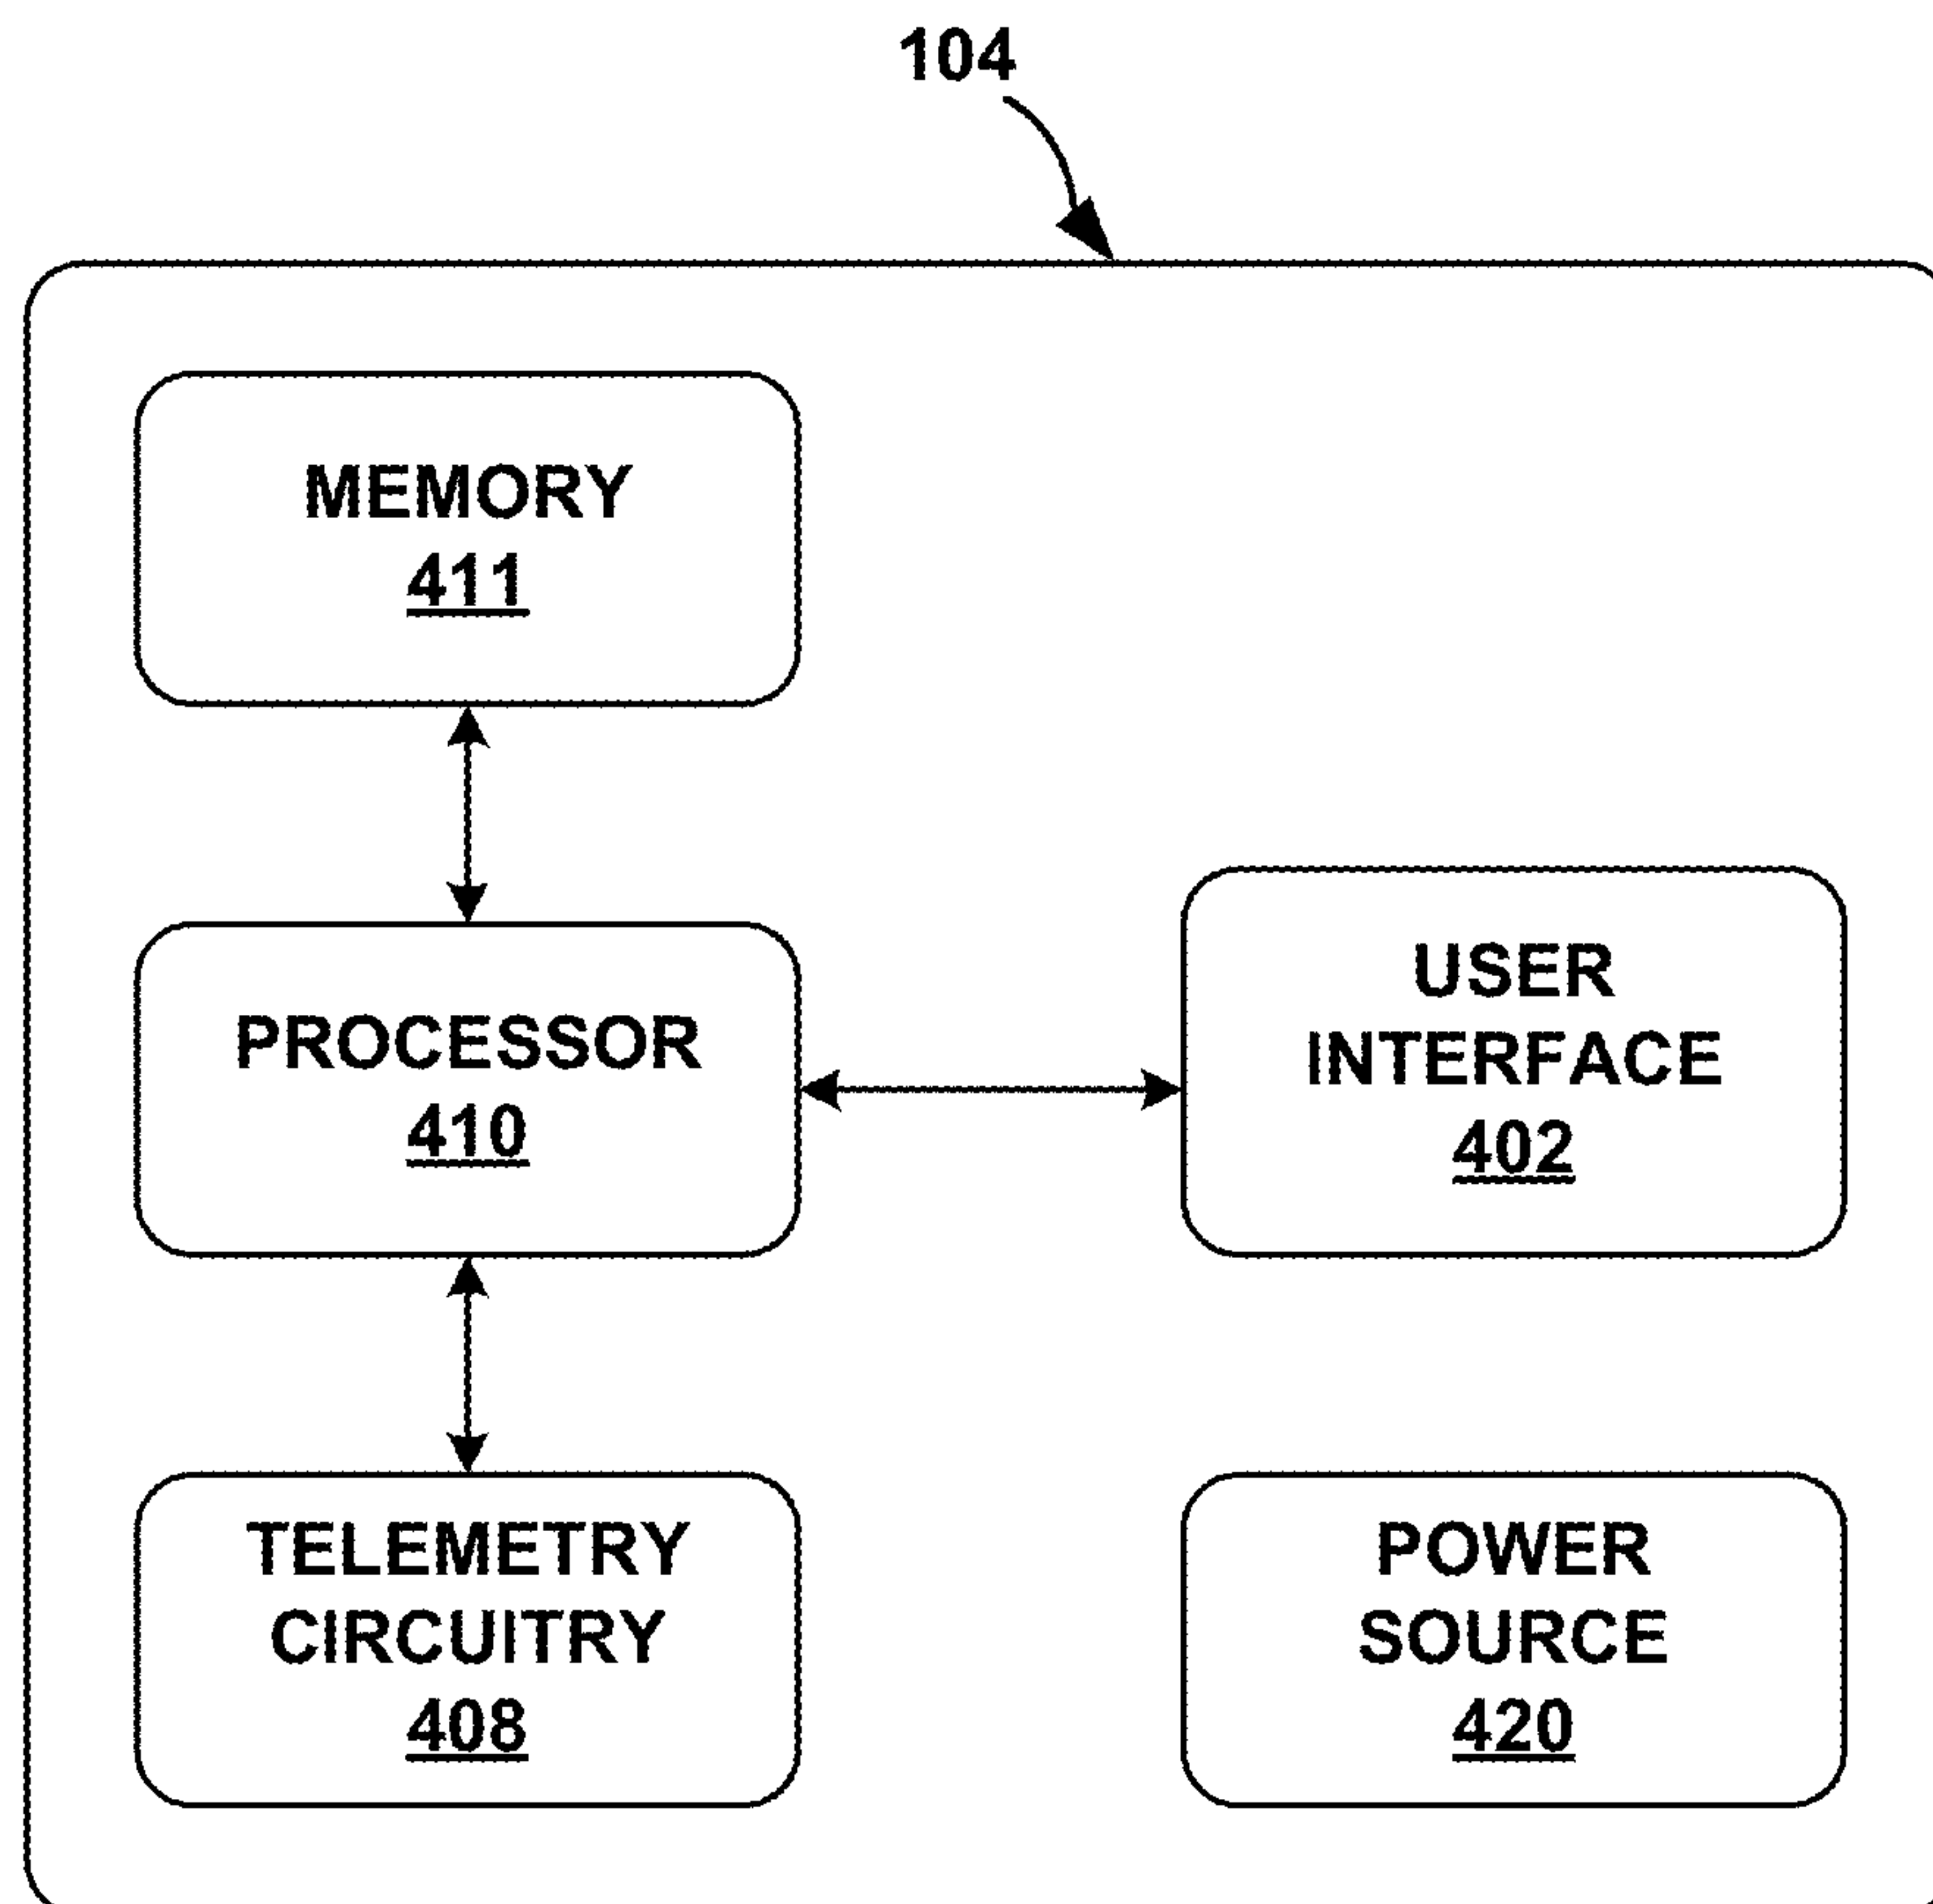 104
MEMORY
411
PROCESSOR
410
USER
INTERFACE
402
TELEMETRY
CIRCUITRY
408
POWER
SOURCE
420